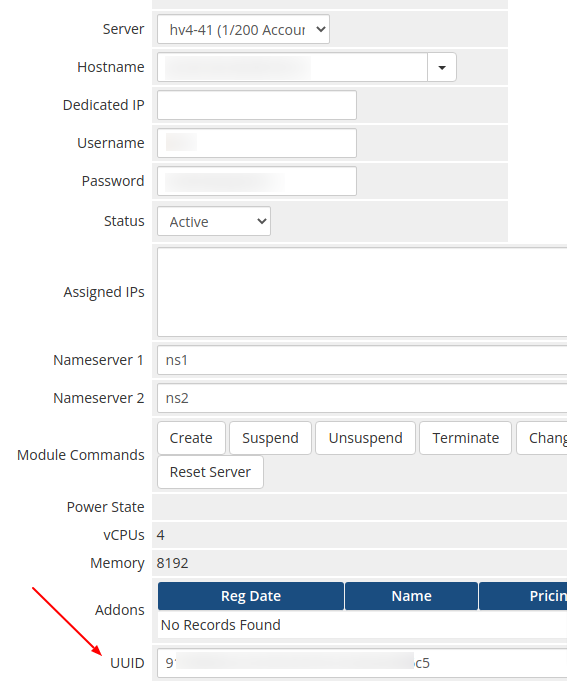 Server hv4-41 (1/200 Accour
Hostname
Dedicated IP
Username
Password
Status Active
Assigned IPs
Nameserver 1 ns1
Nameserver 2 ns2
Module Commands Create Suspend Unsuspend Terminate Chang
Reset Server
Power State
vCPUs 4
Memory 8192
Addons Reg Date Name Pricin
No Records Found
UUID 9 c5